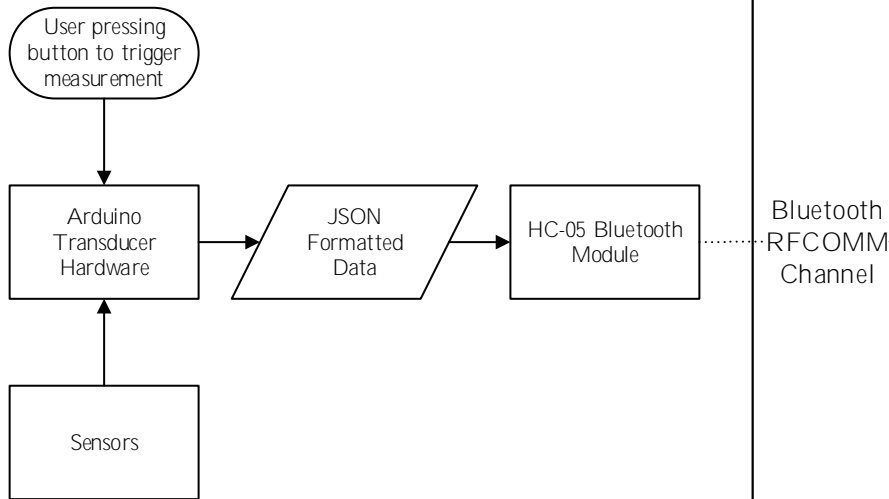 User pressing
button to trigger
measurement
Arduino
Transducer
Hardware
JSON
Formatted
Data
HC-05 Bluetooth
Module
Bluetooth
RFCOMM
Channel
Sensors